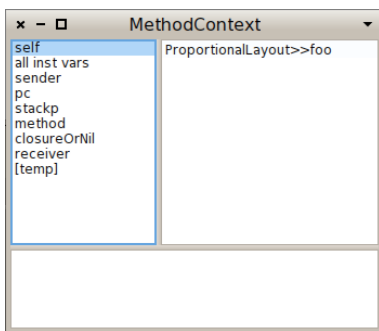 MethodContext
self
all inst vars
sender
pc
stackp
method
closureOrNil
receiver
[temp]
ProportionalLayout>>foo